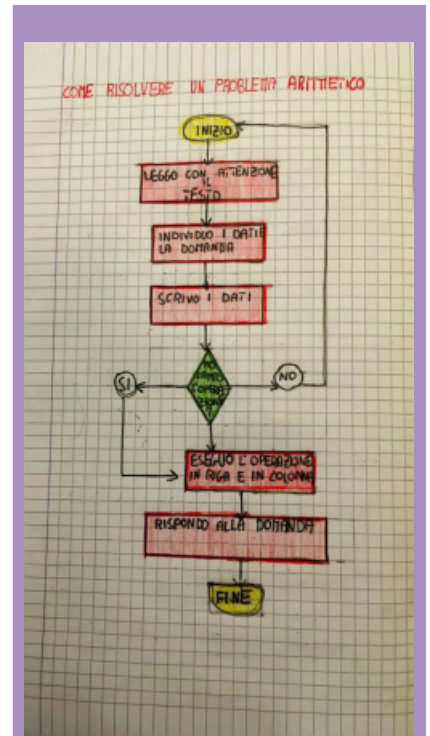 COME RISOLVERE UN PROBLEMA ARITMETICO
INIZIO
LEGGO CON ATTENZIONE
IL
TESTO
INDIVIDUO I DATI E
LA DOMANDA
SCRIVO I DATI
SI
NO
ESEGUO L'OPERAZIONE
IN RIGA E IN COLONNA
RISPONDO ALLA DOMANDA
FINE